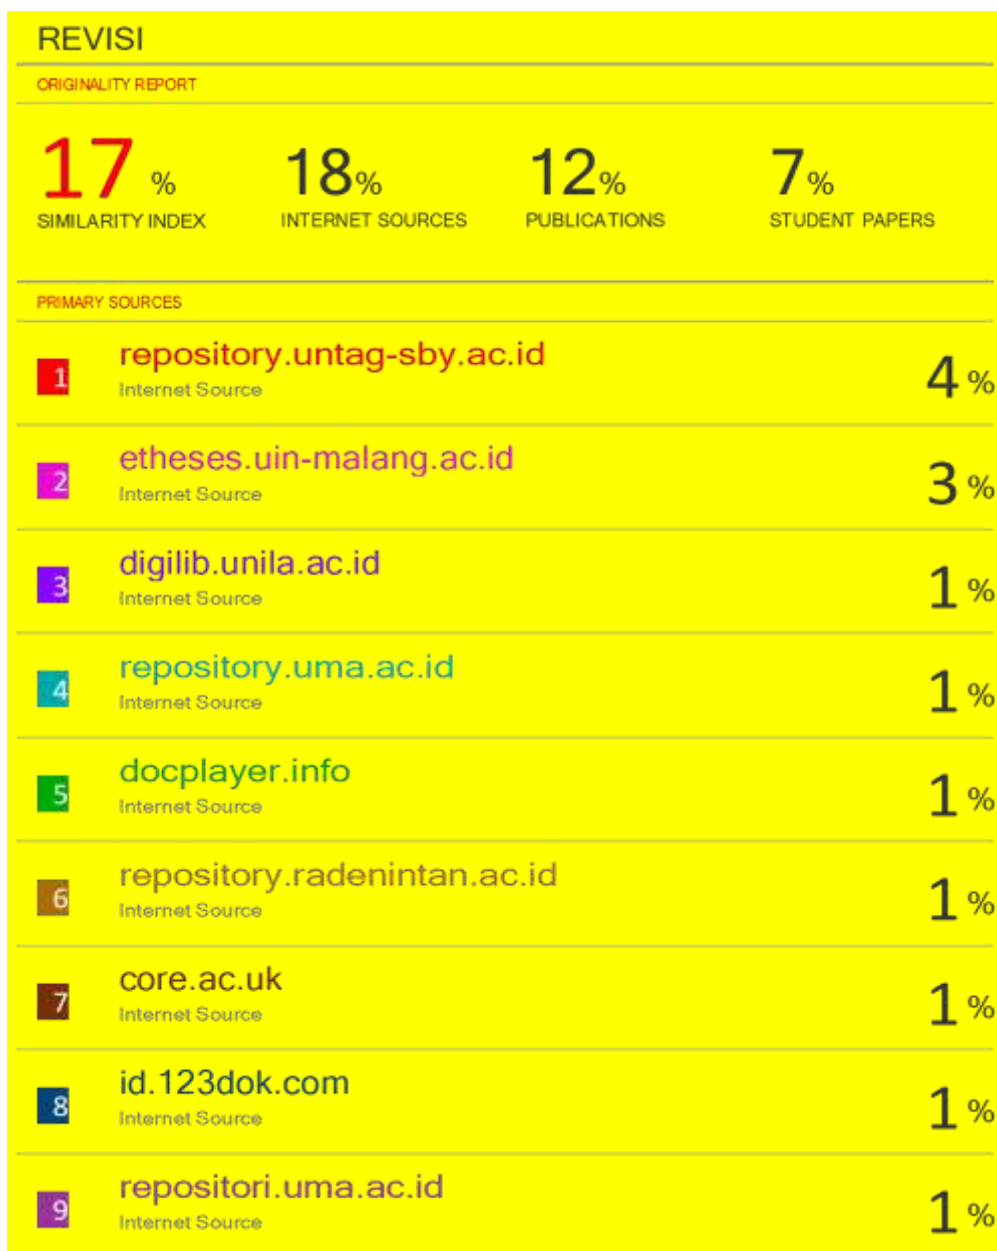 REVISI
ORIGINALITY REPORT
17 % 18% 12% 7%
SIMILARITY INDEX INTERNET SOURCES PUBLICATIONS STUDENT PAPERS
PRIMARY SOURCES
1 repository.untag-sby.ac.id 4%
Internet Source
2 etheses.uin-malang.ac.id 3%
Internet Source
3 digilib.unila.ac.id 1%
Internet Source
4 repository.uma.ac.id 1%
Internet Source
5 docplayer.info 1%
Internet Source
6 repository.radenintan.ac.id 1%
Internet Source
7 core.ac.uk 1%
Internet Source
8 id.123dok.com 1%
Internet Source
9 repositori.uma.ac.id 1%
Internet Source